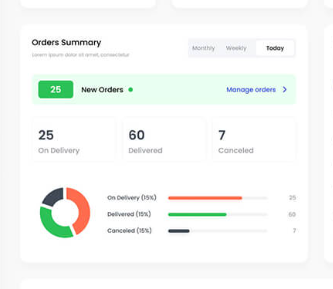 Orders Summary
Lorem ipsum dolor sit amet, consectetur
Monthly Weekly Today
25 New Orders Manage orders
25 60 7
On Delivery Delivered Canceled
On Delivery (15%) 25
Delivered (15%) 60
Canceled (15%) 7